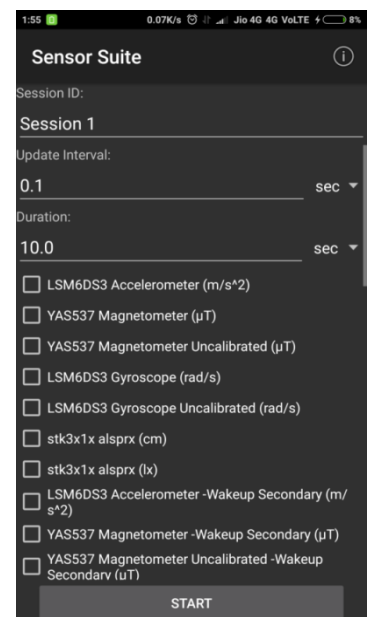 1:55 0.07K/s Jio 4G 4G VoLTE 8%
Sensor Suite
Session ID:
Session 1
Update Interval:
0.1 sec
Duration:
10.0 sec
LSM6DS3 Accelerometer (m/s^2)
YAS537 Magnetometer (µT)
YAS537 Magnetometer Uncalibrated (µT)
LSM6DS3 Gyroscope (rad/s)
LSM6DS3 Gyroscope Uncalibrated (rad/s)
stk3x1x alsprx (cm)
stk3x1x alsprx (lx)
LSM6DS3 Accelerometer -Wakeup Secondary (m/
s^2)
YAS537 Magnetometer -Wakeup Secondary (µT)
YAS537 Magnetometer Uncalibrated -Wakeup
Secondary (µT)
START